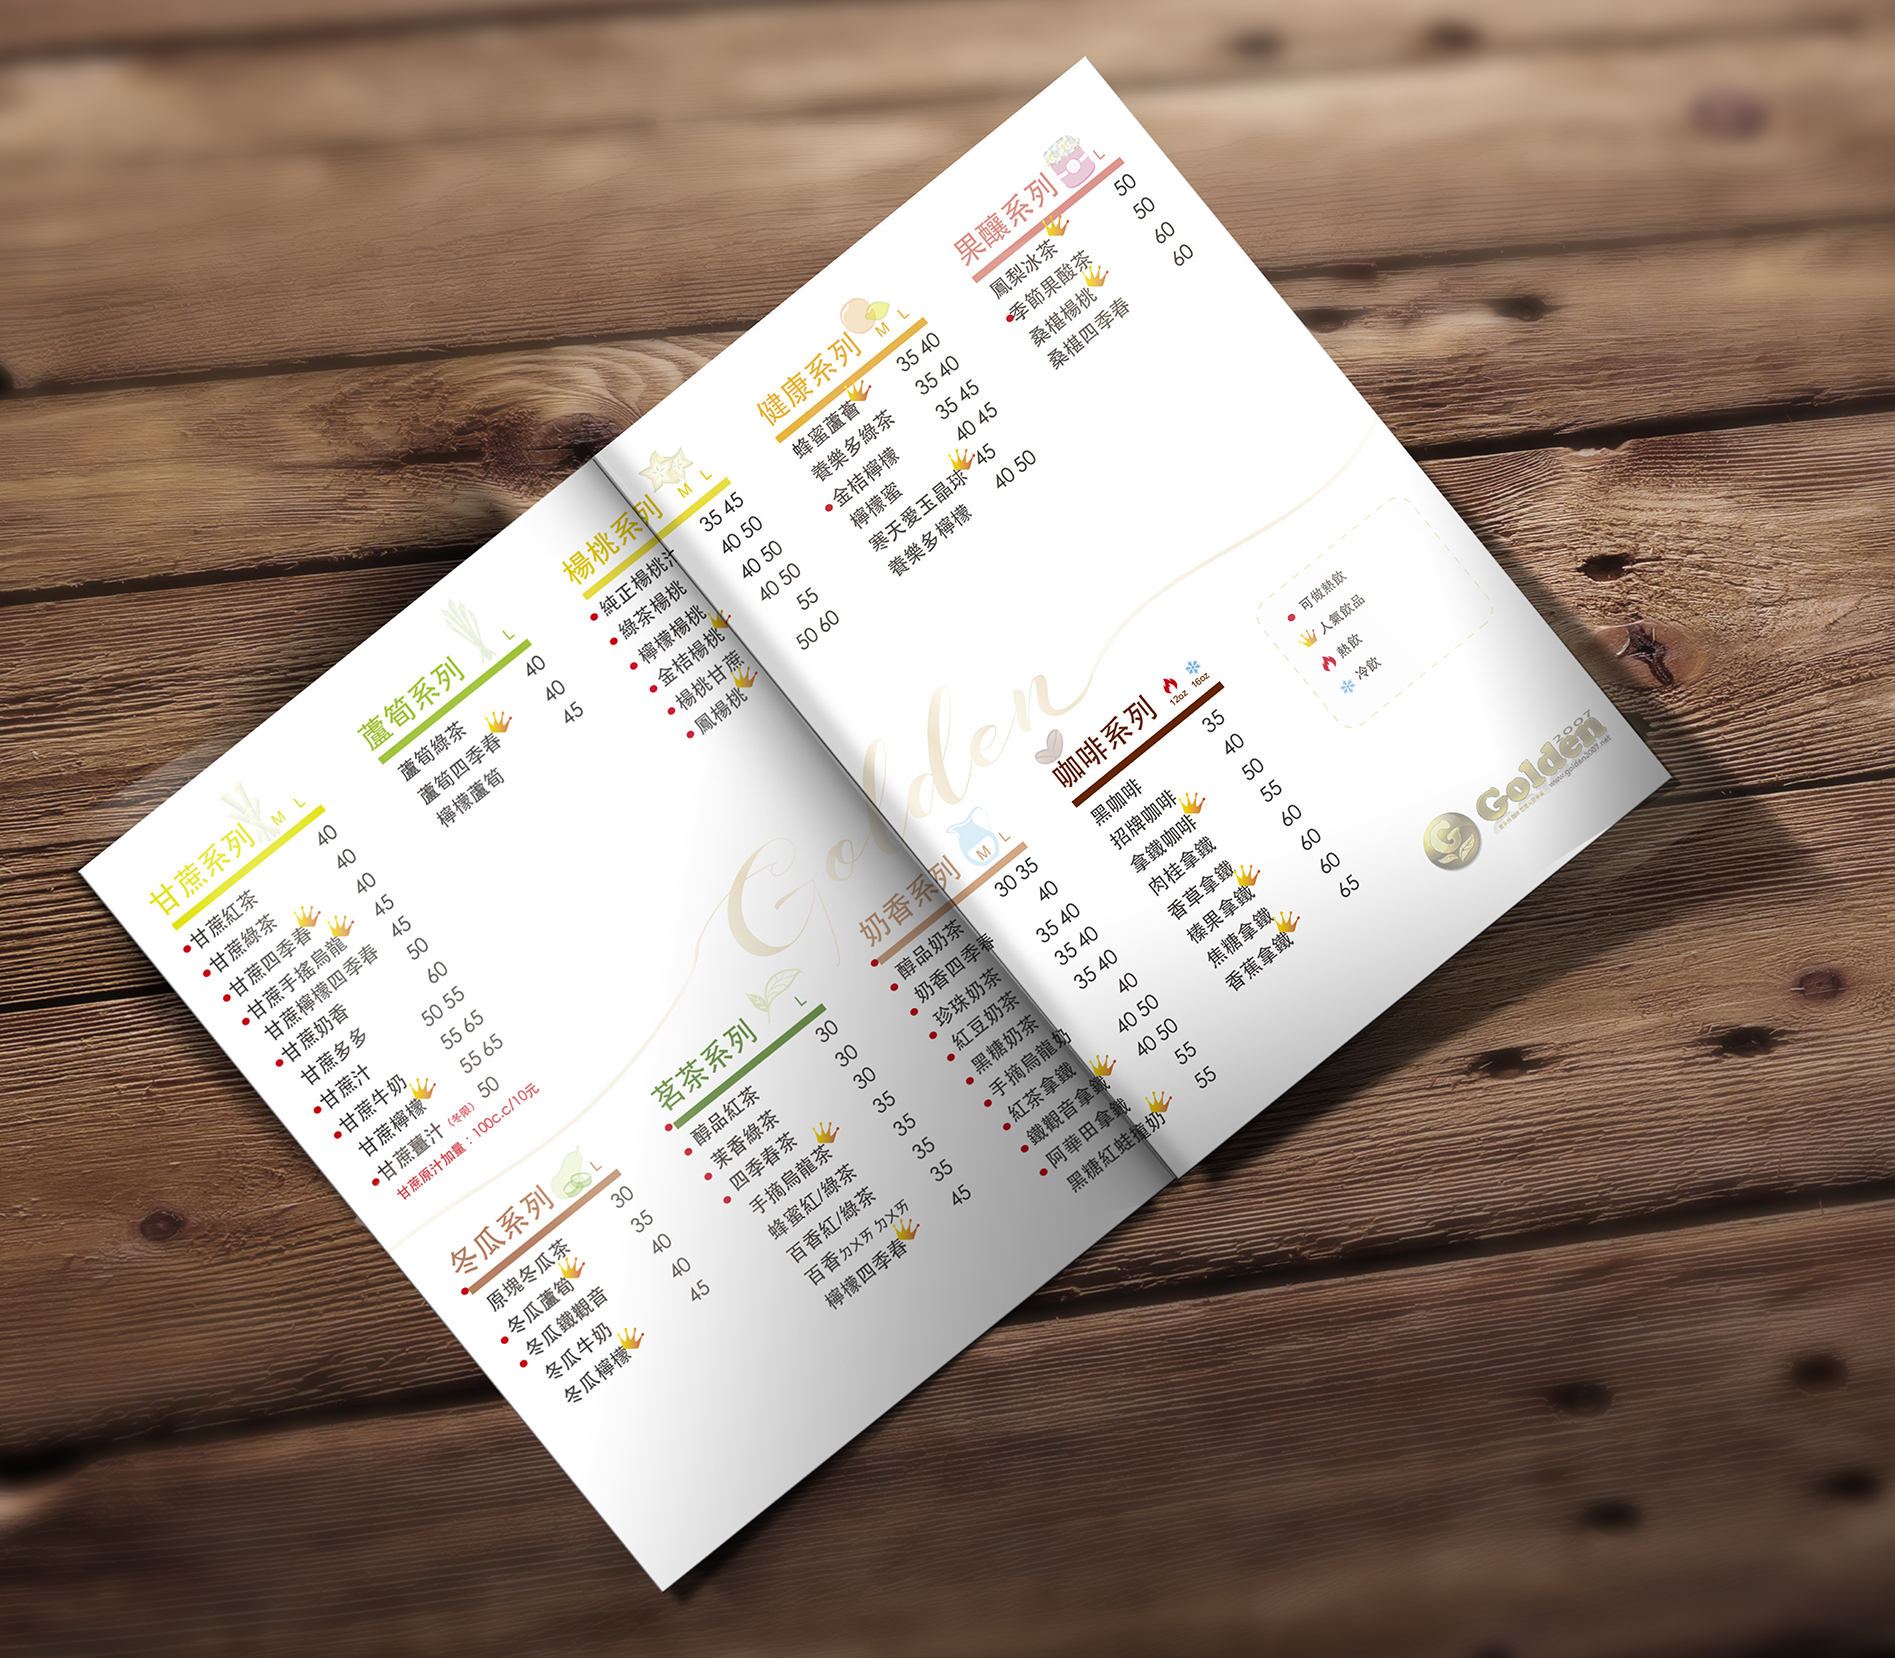 甘蔗系列 M L
甘蔗紅茶 40
甘蔗綠茶 40
甘蔗四季春 40
甘蔗手搖烏龍 45
甘蔗檸檬四季春 45
甘蔗奶香 50
甘蔗多多 60
甘蔗汁 50 55
甘蔗牛奶 55 65
甘蔗檸檬 55 65
甘蔗薑汁(冬限) 50
甘蔗原汁加量:100c.c/10元
蘆筍系列 L
蘆筍綠茶 40
蘆筍四季春 40
檸檬蘆筍 45
楊桃系列 M L
純正楊桃汁 35 45
綠茶楊桃 40 50
檸檬楊桃 40 50
金桔楊桃 40 50
楊桃甘蔗 55
鳳楊桃 50 60
健康系列 M L
蜂蜜蘆薈 35 40
養樂多綠茶 35 40
金桔檸檬 35 45
檸檬蜜 40 45
寒天愛玉晶球 45
養樂多檸檬 40 50
果釀系列 L
鳳梨冰茶 50
季節果酸茶 50
桑椹楊桃 60
桑椹四季春 60
冬瓜系列 L
原塊冬瓜茶 30
冬瓜蘆筍 35
冬瓜鐵觀音 40
冬瓜牛奶 40
冬瓜檸檬 45
茗茶系列 L
醇品紅茶 30
茉香綠茶 30
四季春茶 30
手摘烏龍茶 35
蜂蜜紅/綠茶 35
百香紅/綠茶 35
百香ㄉㄨㄞ ㄉㄨㄞ 35
檸檬四季春 45
奶香系列 M L
醇品奶茶 30 35
奶香四季春 40
珍珠奶茶 35 40
紅豆奶茶 35 40
黑糖奶茶 35 40
手摘烏龍奶 40
紅茶拿鐵 40 50
鐵觀音拿鐵 40 50
阿華田拿鐵 55
黑糖紅蛙撞奶 55
咖啡系列 12oz 16oz
黑咖啡 35
招牌咖啡 40
拿鐵咖啡 50
肉桂拿鐵 55
香草拿鐵 60
榛果拿鐵 60
焦糖拿鐵 60
香蕉拿鐵 65
Golden
可做熱飲
人氣飲品
熱飲
冷飲
G
Golden 2007
www.golden2007.net